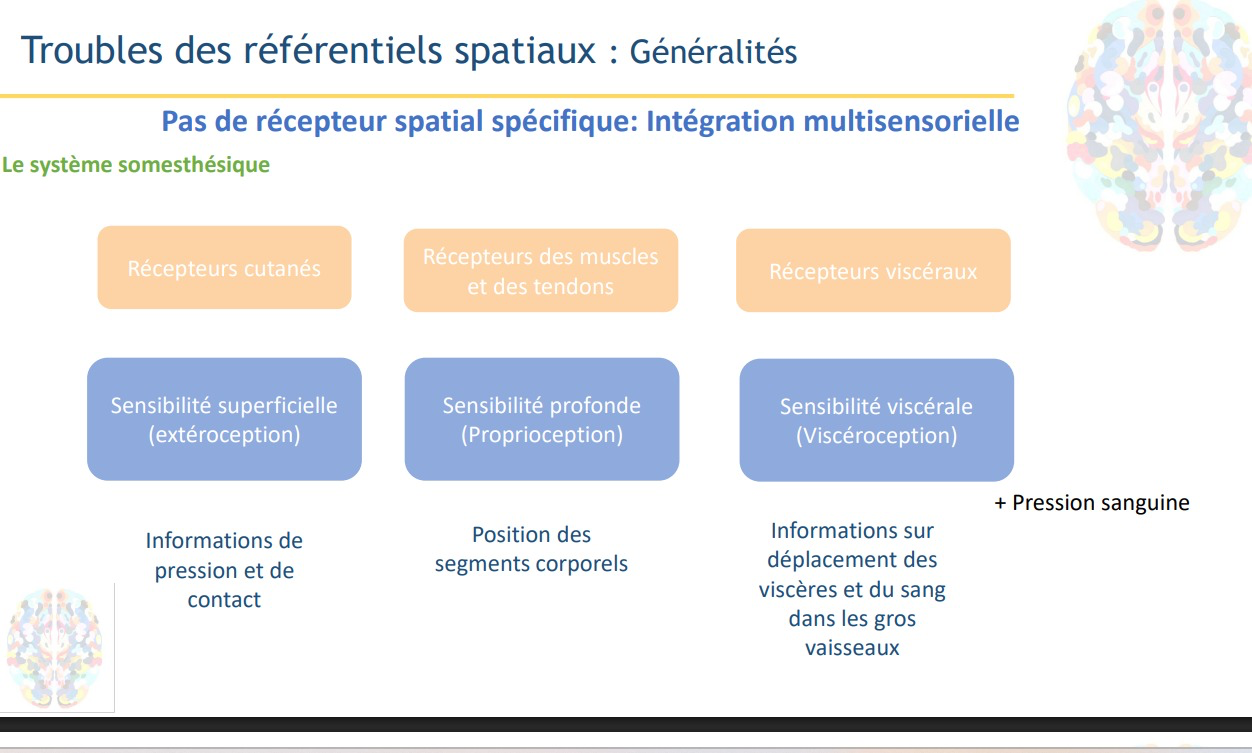 Troubles des référentiels spatiaux : Généralités
Pas de récepteur spatial spécifique: Intégration multisensorielle
Le système somesthésique
Récepteurs cutanés
Récepteurs des muscles
et des tendons
Récepteurs viscéraux
Sensibilité superficielle
(extéroception)
Sensibilité profonde
(Proprioception)
Sensibilité viscérale
(Viscéroception)
+ Pression sanguine
Informations de
pression et de
contact
Position des
segments corporels
Informations sur
déplacement des
viscères et du sang
dans les gros
vaisseaux